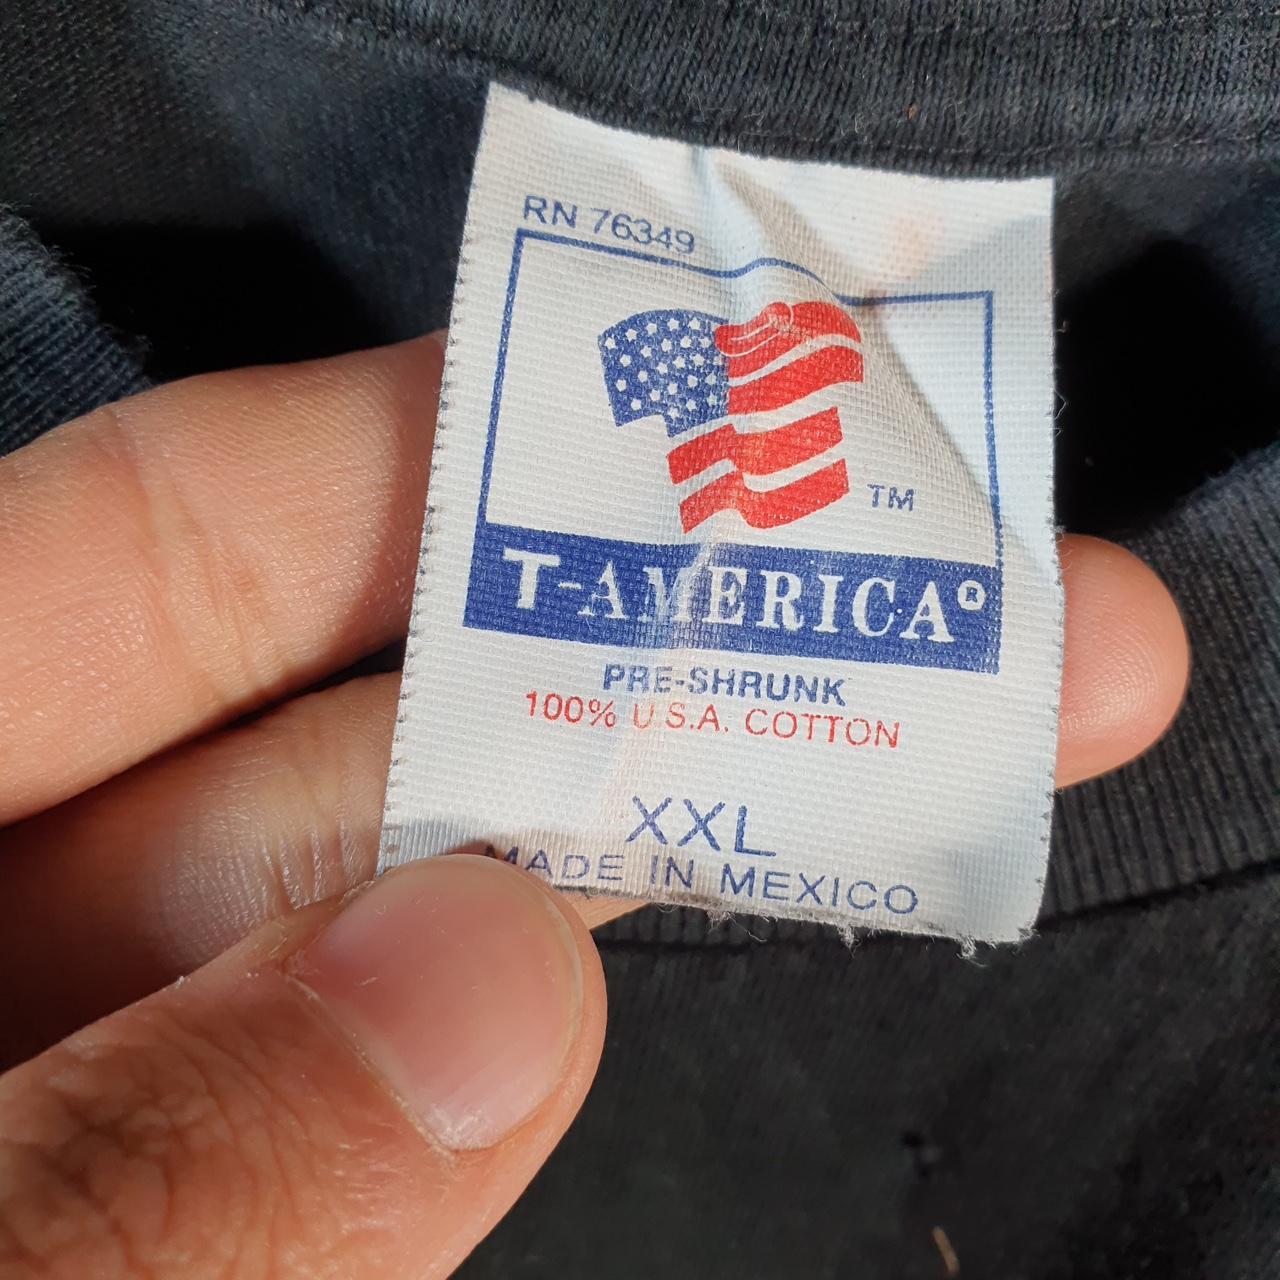 RN 76349
TM
T-AMERICA®
PRE-SHRUNK
100% U.S.A. COTTON
XXL
MADE IN MEXICO